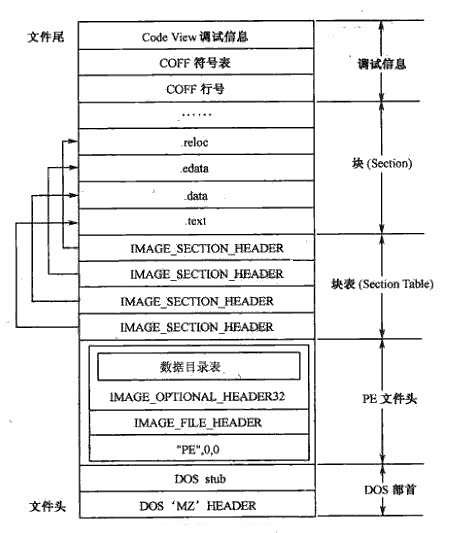 文件尾
Code View 调试信息
COFF 符号表
COFF 行号
调试信息
……
.reloc
.edata
.data
.text
块 (Section)
IMAGE_SECTION_HEADER
IMAGE_SECTION_HEADER
IMAGE_SECTION_HEADER
IMAGE_SECTION_HEADER
块表 (Section Table)
数据目录表
IMAGE_OPTIONAL_HEADER32
IMAGE_FILE_HEADER
"PE",0,0
PE 文件头
DOS stub
DOS ‘MZ’ HEADER
DOS 部首
文件头